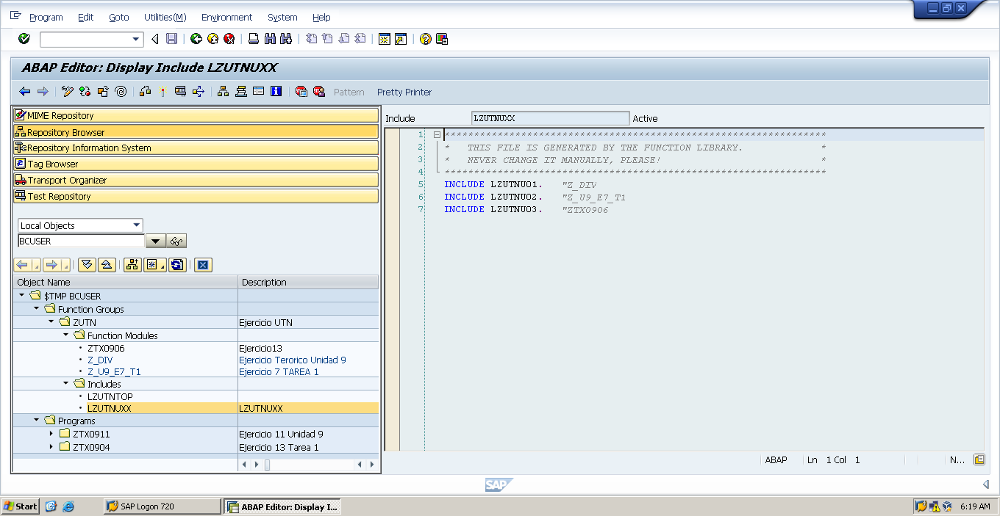 Program Edit Goto Utilities(M) Environment System Help
ABAP Editor: Display Include LZUTNUXX
Pattern Pretty Printer
MIME Repository
Repository Browser
Repository Information System
Tag Browser
Transport Organizer
Test Repository
Local Objects
BCUSER
Object Name Description
$TMP BCUSER
Function Groups
ZUTN Ejercicio UTN
Function Modules
ZTX0906 Ejercicio13
Z_DIV Ejercicio Terorico Unidad 9
Z_U9_E7_T1 Ejercicio 7 TAREA 1
Includes
LZUTNTOP
LZUTNUXX LZUTNUXX
Programs
ZTX0911 Ejercicio 11 Unidad 9
ZTX0904 Ejercicio 13 Tarea 1
Include LZUTNUXX Active
1 *****************************************************************
2 * THIS FILE IS GENERATED BY THE FUNCTION LIBRARY. *
3 * NEVER CHANGE IT MANUALLY, PLEASE! *
4 *****************************************************************
5 INCLUDE LZUTNU01. "Z_DIV
6 INCLUDE LZUTNU02. "Z_U9_E7_T1
7 INCLUDE LZUTNU03. "ZTX0906
ABAP Ln 1 Col 1 N...
SAP
Start SAP Logon 720 ABAP Editor: Display I... 6:19 AM